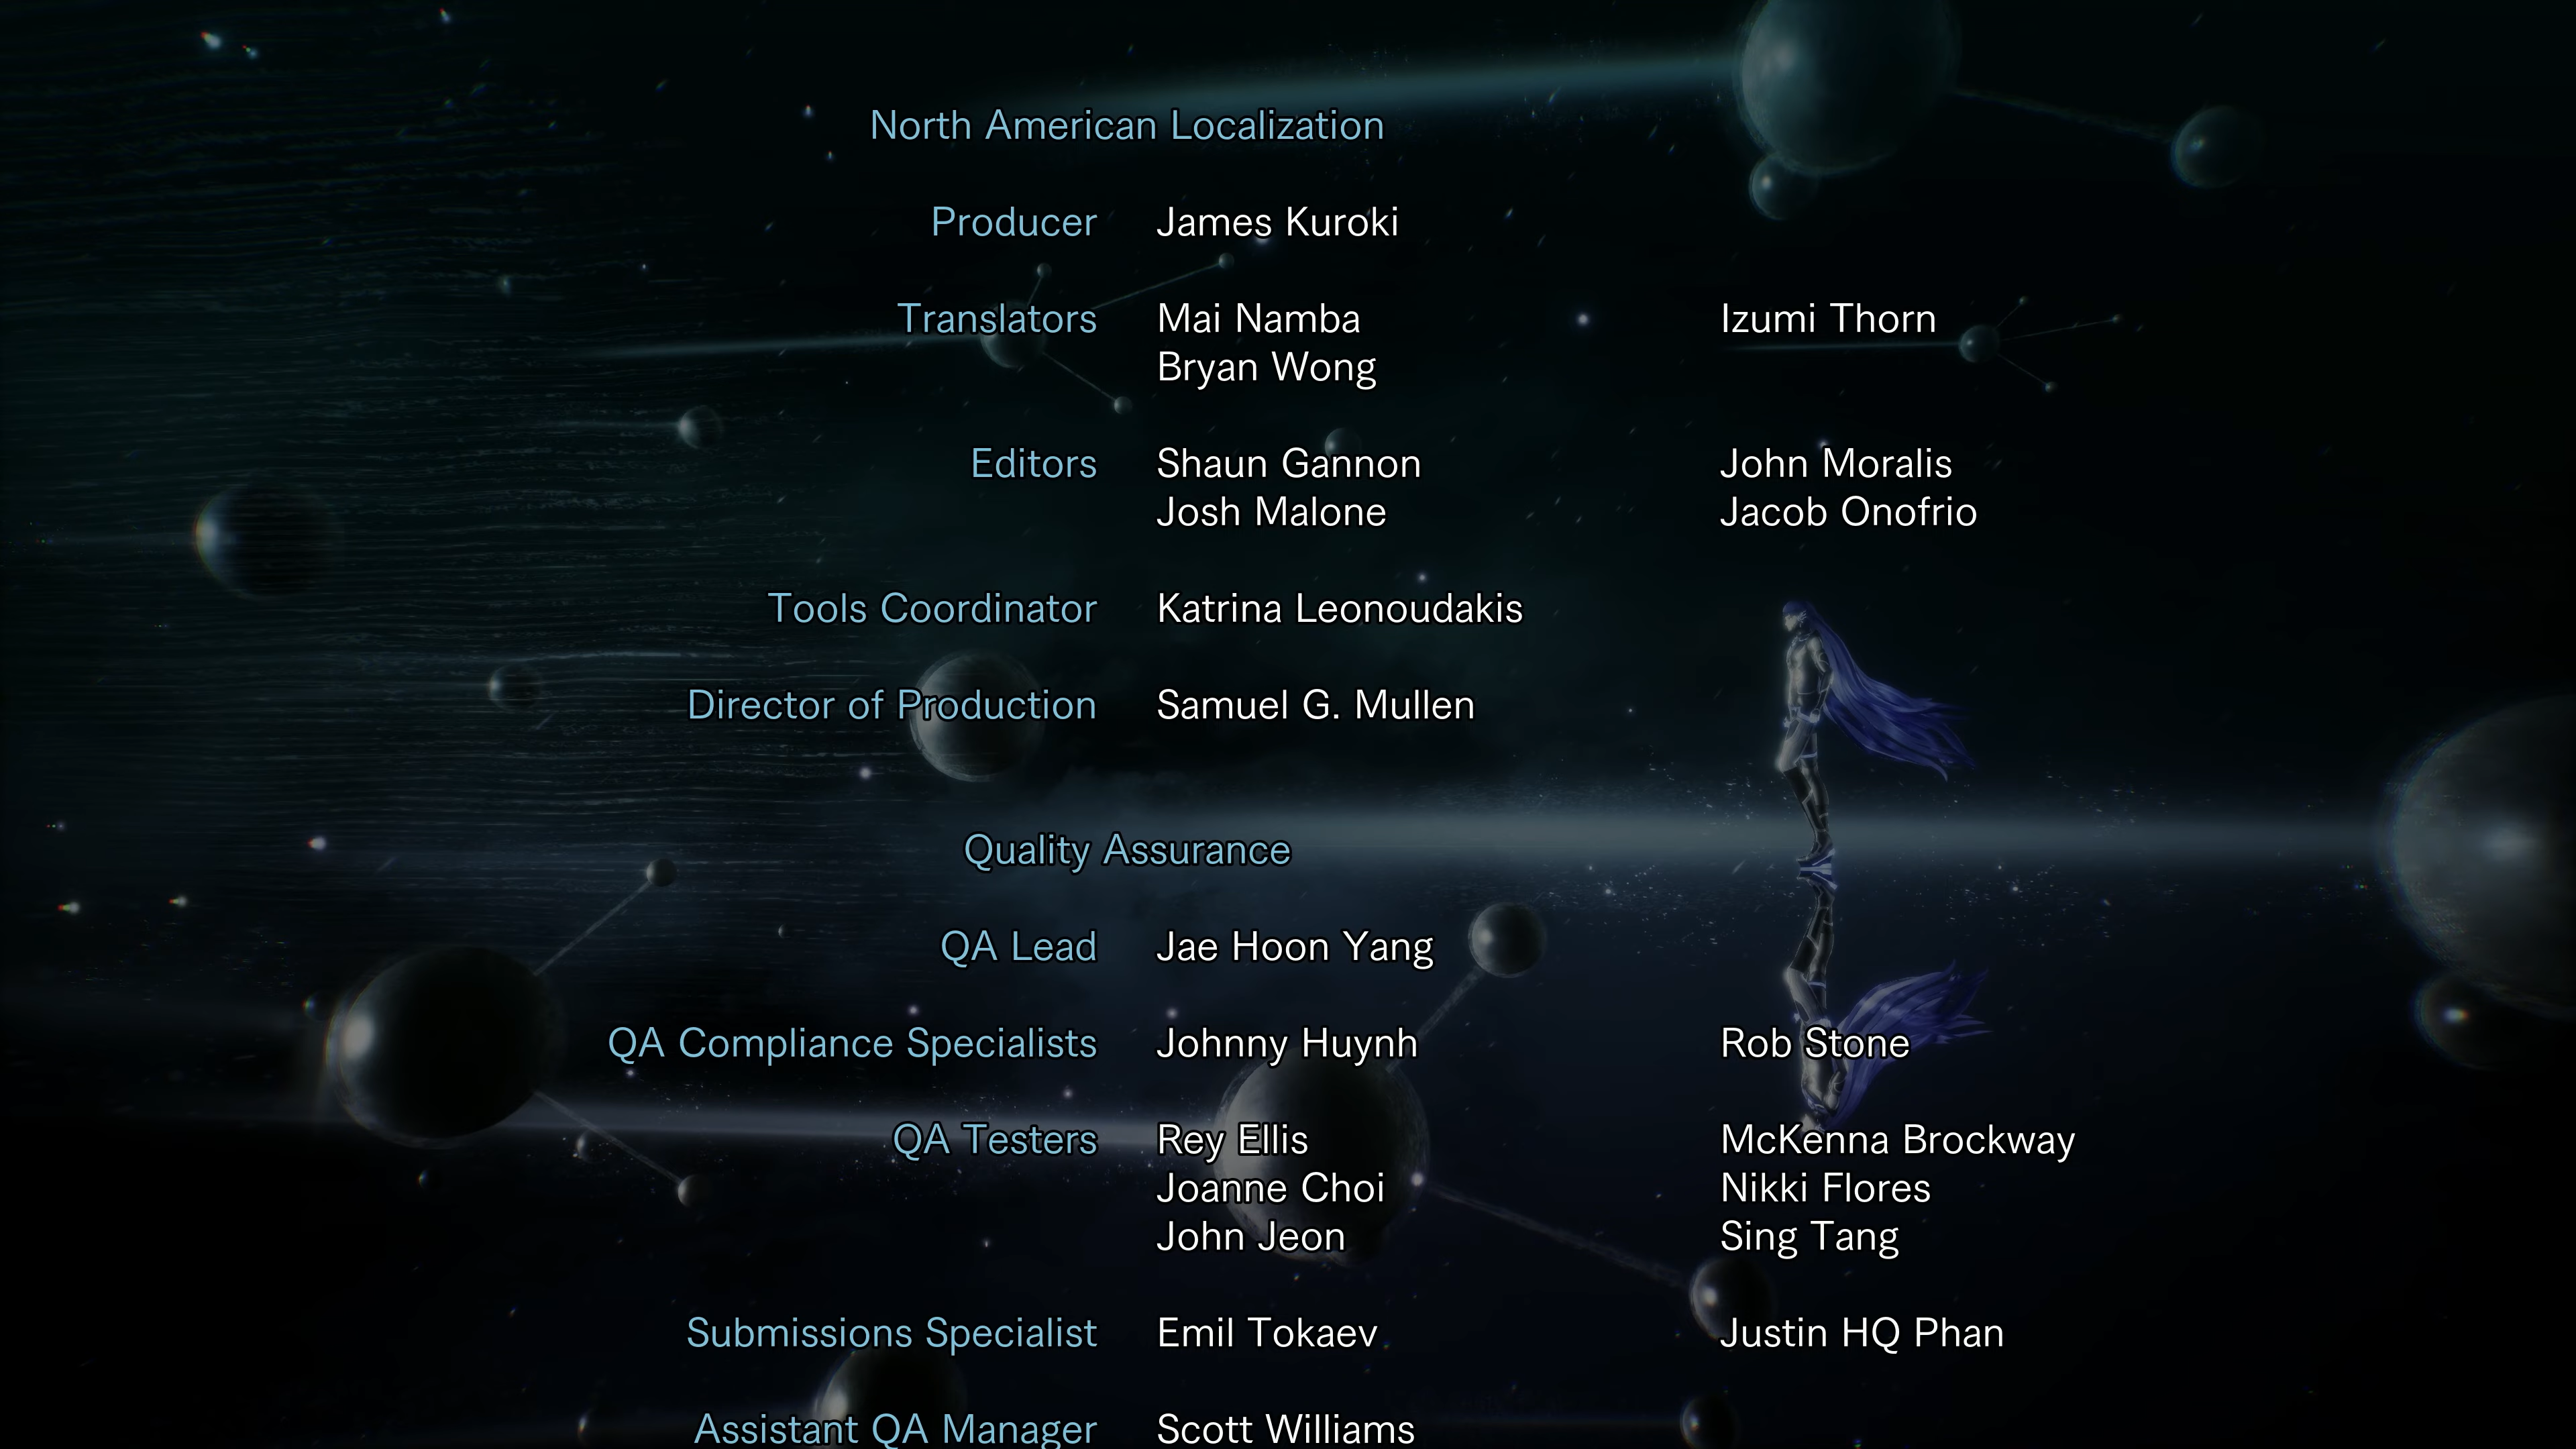 North American Localization
Producer James Kuroki
Translators Mai Namba Izumi Thorn
Bryan Wong
Editors Shaun Gannon John Moralis
Josh Malone Jacob Onofrio
Tools Coordinator Katrina Leonoudakis
Director of Production Samuel G. Mullen
Quality Assurance
QA Lead Jae Hoon Yang
QA Compliance Specialists Johnny Huynh Rob Stone
QA Testers Rey Ellis McKenna Brockway
Joanne Choi Nikki Flores
John Jeon Sing Tang
Submissions Specialist Emil Tokaev Justin HQ Phan
Assistant QA Manager Scott Williams